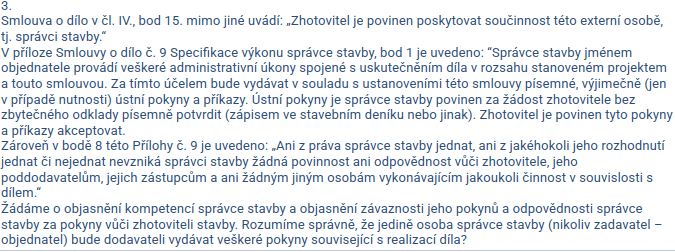 3.
Smlouva o dílo v čl. IV., bod 15. mimo jiné uvádí: „Zhotovitel je povinen poskytovat součinnost této externí osobě,
tj. správci stavby.“
V příloze Smlouvy o dílo č. 9 Specifikace výkonu správce stavby, bod 1 je uvedeno: “Správce stavby jménem
objednatele provádí veškeré administrativní úkony spojené s uskutečněním díla v rozsahu stanoveném projektem
a touto smlouvou. Za tímto účelem bude vydávat v souladu s ustanoveními této smlouvy písemné, výjimečně (jen
v případě nutnosti) ústní pokyny a příkazy. Ústní pokyny je správce stavby povinen za žádost zhotovitele bez
zbytečného odklady písemně potvrdit (zápisem ve stavebním deníku nebo jinak). Zhotovitel je povinen tyto pokyny
a příkazy akceptovat.
Zároveň v bodě 8 této Přílohy č. 9 je uvedeno: „Ani z práva správce stavby jednat, ani z jakéhokoli jeho rozhodnutí
jednat či nejednat nevzniká správci stavby žádná povinnost ani odpovědnost vůči zhotovitele, jeho
poddodavatelům, jejich zástupcům a ani žádným jiným osobám vykonávajícím jakoukoli činnost v souvislosti s
dílem.“
Žádáme o objasnění kompetencí správce stavby a objasnění závaznosti jeho pokynů a odpovědnosti správce
stavby za pokyny vůči zhotoviteli stavby. Rozumíme správně, že jedině osoba správce stavby (nikoliv zadavatel –
objednatel) bude dodavateli vydávat veškeré pokyny související s realizací díla?